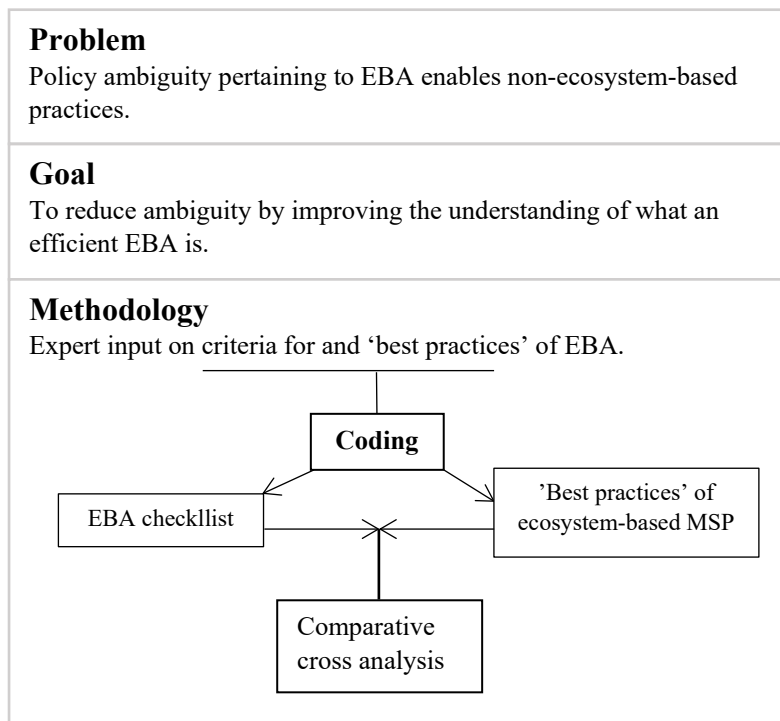 Problem
Policy ambiguity pertaining to EBA enables non-ecosystem-based
practices.
Goal
To reduce ambiguity by improving the understanding of what an
efficient EBA is.
Methodology
Expert input on criteria for and ‘best practices’ of EBA.
Coding
EBA checkllist
’Best practices’ of
ecosystem-based MSP
Comparative
cross analysis